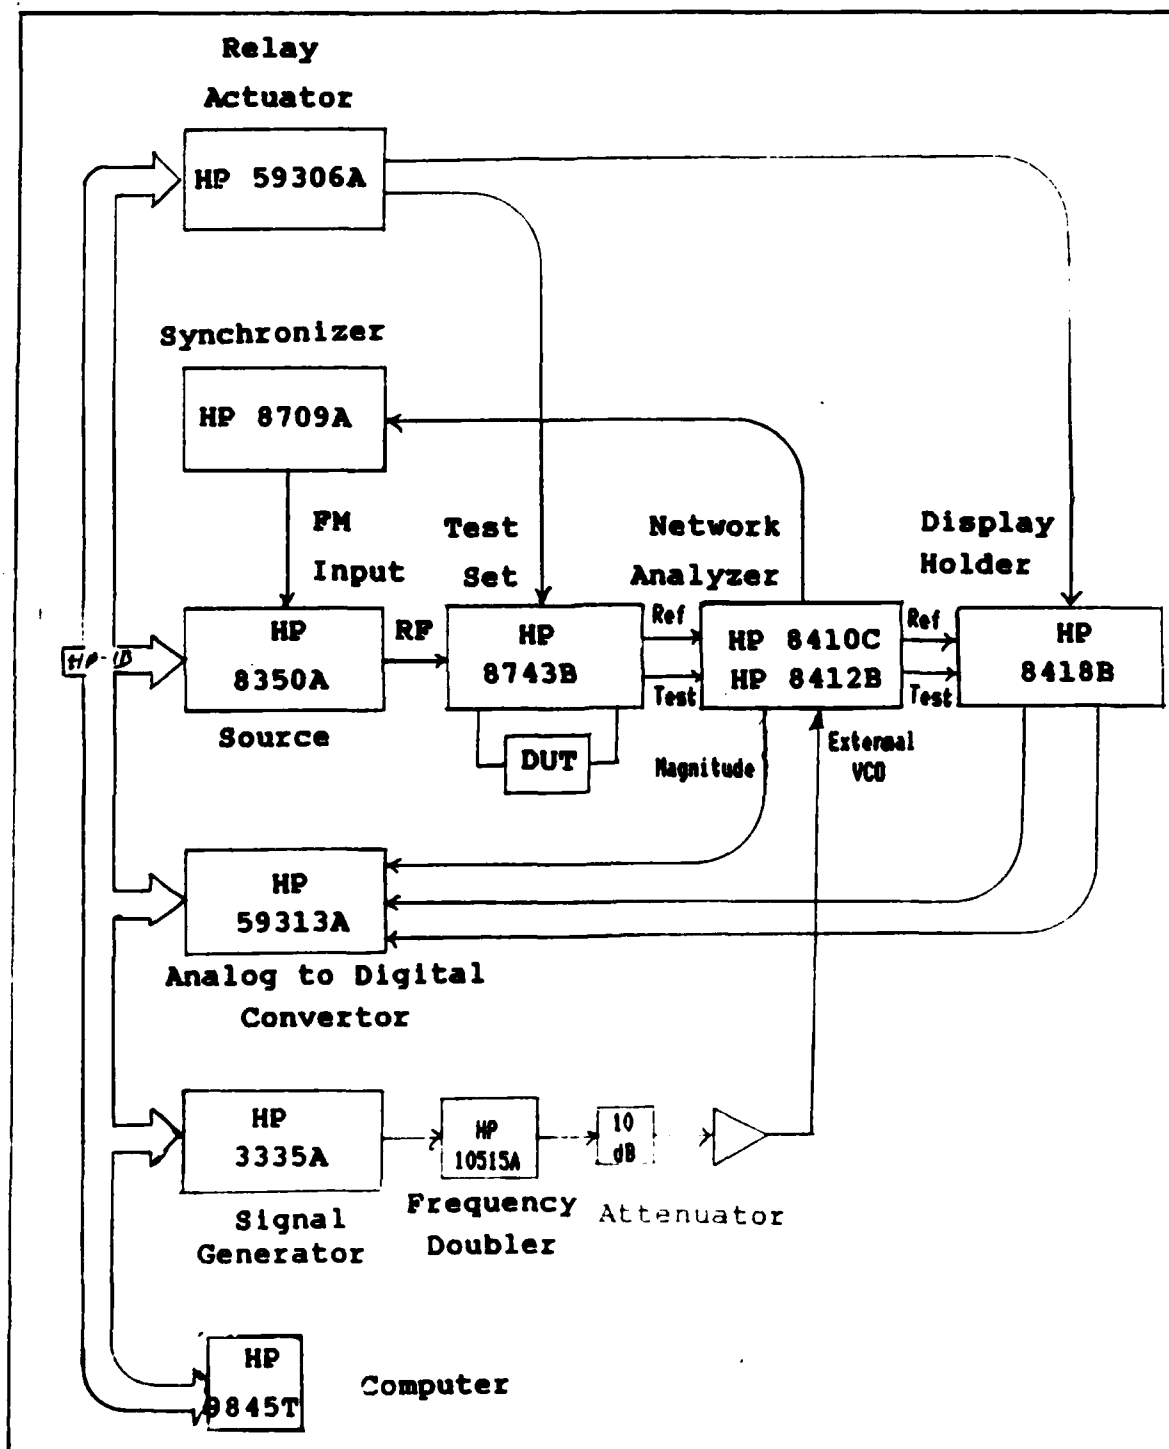 Relay
Actuator
HP 59306A
Synchronizer
HP 8709A
FM
Input
Test
Set
Network
Analyzer
Display
Holder
HP-IB
HP
8350A
Source
RF
HP
8743B
DUT
Ref
Test
HP 8410C
HP 8412B
Ref
Test
HP
8418B
Magnitude
External
VCO
HP
59313A
Analog to Digital
Convertor
HP
3335A
Signal
Generator
HP
10515A
Frequency
Doubler
10
dB
Attenuator
HP
9845T
Computer